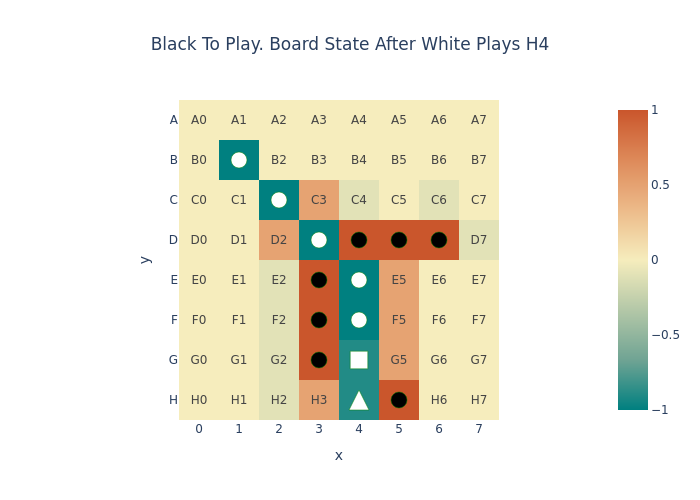 Black To Play. Board State After White Plays H4
A A0 A1 A2 A3 A4 A5 A6 A7
B B0 B2 B3 B4 B5 B6 B7
C C0 C1 C3 C4 C5 C6 C7
D D0 D1 D2 D7
E E0 E1 E2 E5 E6 E7
F F0 F1 F2 F5 F6 F7
G G0 G1 G2 G5 G6 G7
H H0 H1 H2 H3 H6 H7
0 1 2 3 4 5 6 7
x
y
1
0.5
0
−0.5
−1